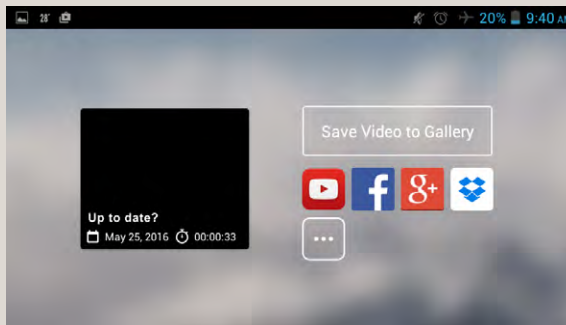 28° 20% 9:40 AM
Save Video to Gallery
f g+
Up to date?
May 25, 2016 00:00:33